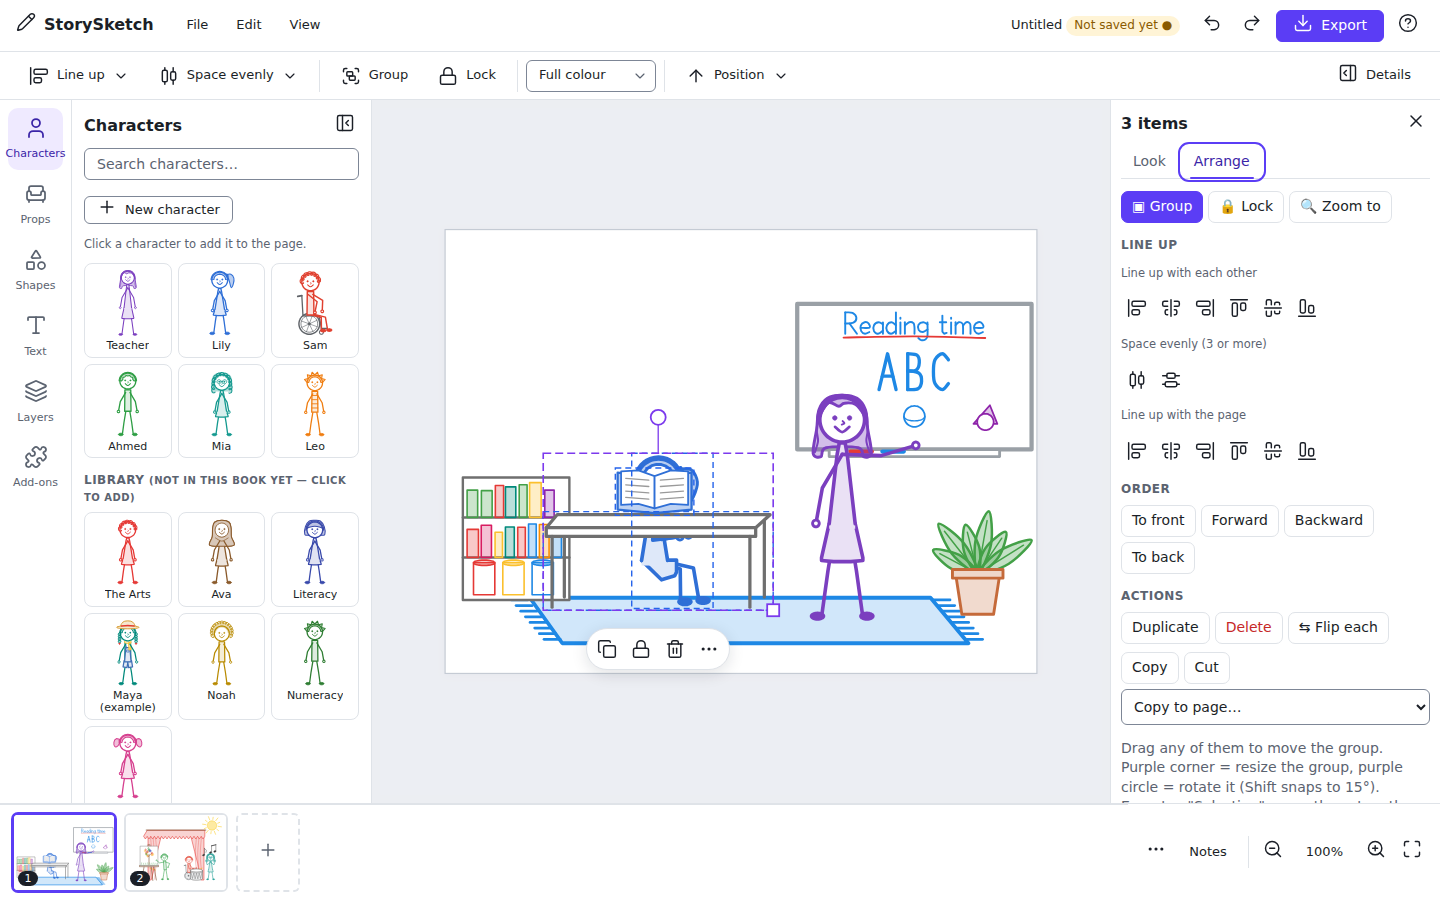 StorySketch File Edit View Untitled Not saved yet Export
Line up Space evenly Group Lock Full colour Position Details
Characters
Props
Shapes
Text
Layers
Add-ons
Characters
Search characters…
New character
Click a character to add it to the page.
Teacher Lily Sam
Ahmed Mia Leo
LIBRARY (NOT IN THIS BOOK YET — CLICK
TO ADD)
The Arts Ava Literacy
Maya (example) Noah Numeracy
Reading time
ABC
3 items
Look Arrange
Group Lock Zoom to
LINE UP
Line up with each other
Space evenly (3 or more)
Line up with the page
ORDER
To front Forward Backward
To back
ACTIONS
Duplicate Delete Flip each
Copy Cut
Copy to page…
Drag any of them to move the group.
Purple corner = resize the group, purple
circle = rotate it (Shift snaps to 15°).
Reading time
ABC
1 2
Notes 100%